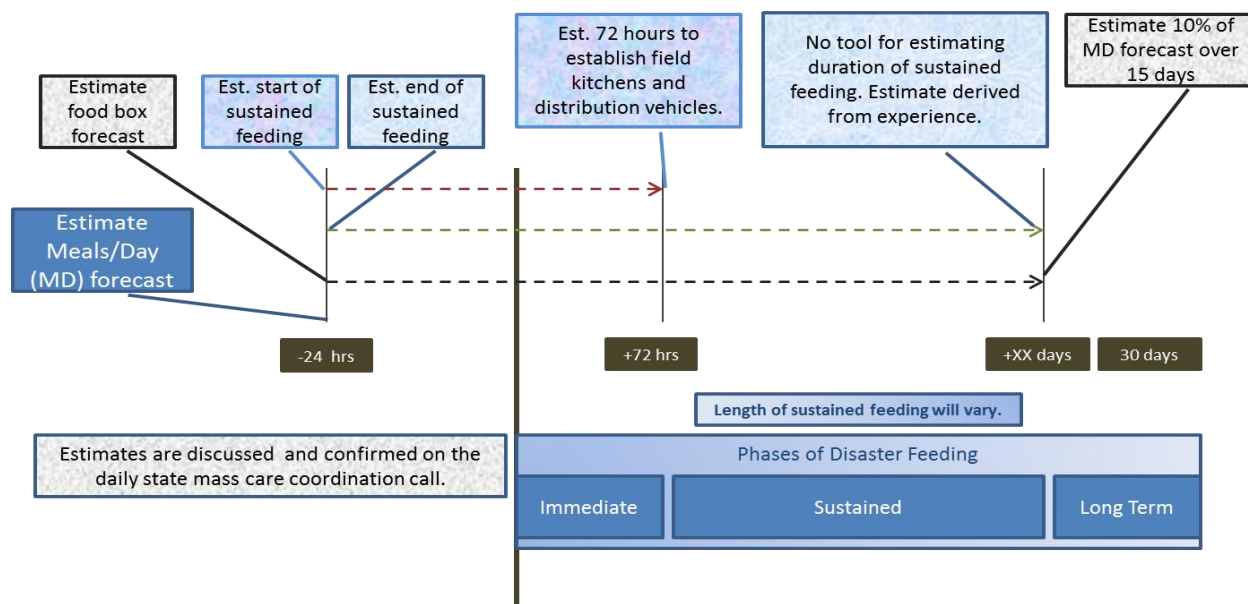 Estimate
food box
forecast
Est. start of
sustained
feeding
Est. end of
sustained
feeding
Est. 72 hours to
establish field
kitchens and
distribution vehicles.
No tool for estimating
duration of sustained
feeding. Estimate derived
from experience.
Estimate 10% of
MD forecast over
15 days
Estimate
Meals/Day
(MD) forecast
-24 hrs
+72 hrs
+XX days
30 days
Length of sustained feeding will vary.
Estimates are discussed and confirmed on the
daily state mass care coordination call.
Phases of Disaster Feeding
Immediate
Sustained
Long Term